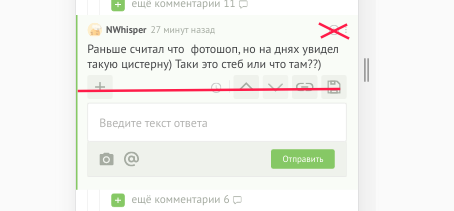 ещё комментарии 11
NWhisper 27 минут назад
Раньше считал что фотошоп, но на днях увидел
такую цистерну) Таки это стеб или что там??)
Введите текст ответа
Отправить
ещё комментарии 6